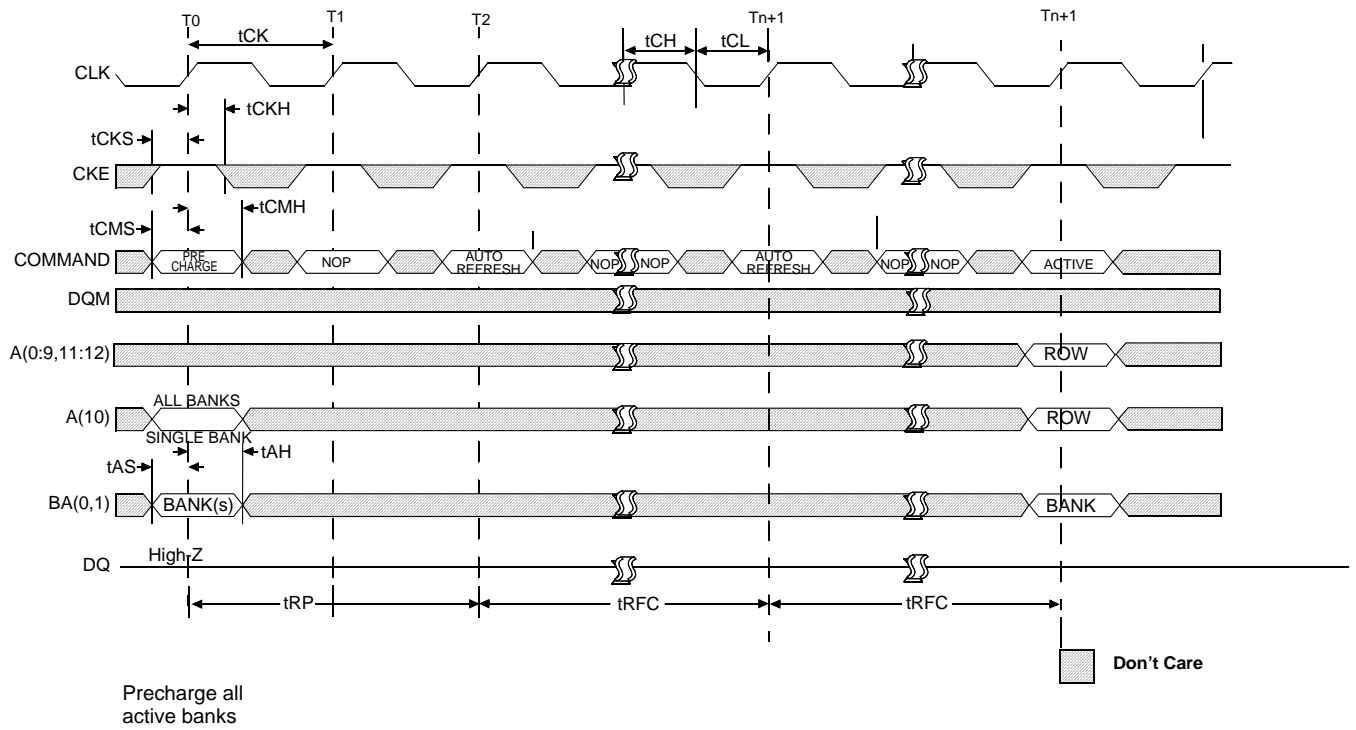 T0 T1 T2 Tn+1 Tn+1
tCK tCH tCL
CLK
tCKH
tCKS
CKE
tCMH
tCMS
COMMAND PRE CHARGE NOP AUTO REFRESH NOP NOP AUTO REFRESH NOP NOP ACTIVE
DQM
A(0:9,11:12) ROW
ALL BANKS
A(10) ROW
SINGLE BANK
tAH
tAS
BA(0,1) BANK(s) BANK
High-Z
DQ
tRP tRFC tRFC
Don't Care
Precharge all
active banks